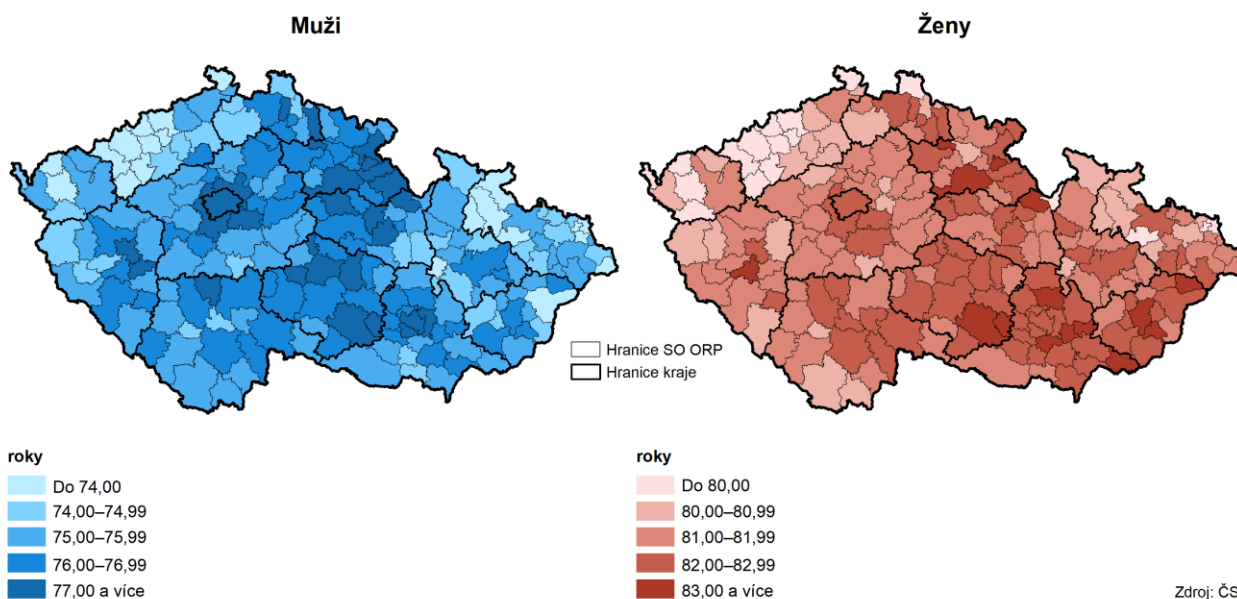 Muži
Ženy
Hranice SO ORP
Hranice kraje
roky
Do 74,00
74,00–74,99
75,00–75,99
76,00–76,99
77,00 a více
roky
Do 80,00
80,00–80,99
81,00–81,99
82,00–82,99
83,00 a více
Zdroj: ČS